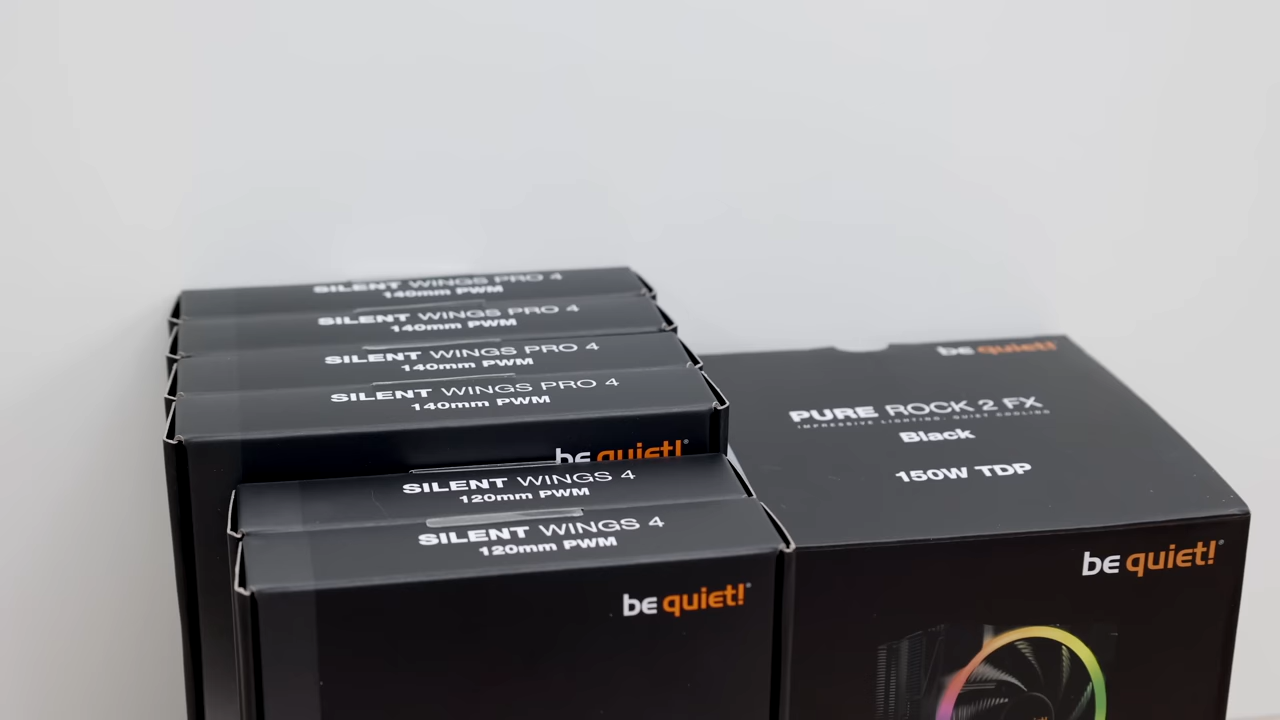 SILENT WINGS PRO 4
140mm PWM
SILENT WINGS PRO 4
140mm PWM
SILENT WINGS PRO 4
140mm PWM
SILENT WINGS PRO 4
140mm PWM
be quiet!®
SILENT WINGS 4
120mm PWM
SILENT WINGS 4
120mm PWM
be quiet!®
be quiet!®
PURE ROCK 2 FX
IMPRESSIVE LIGHTING. QUIET COOLING
Black
150W TDP
be quiet!®
quiet!